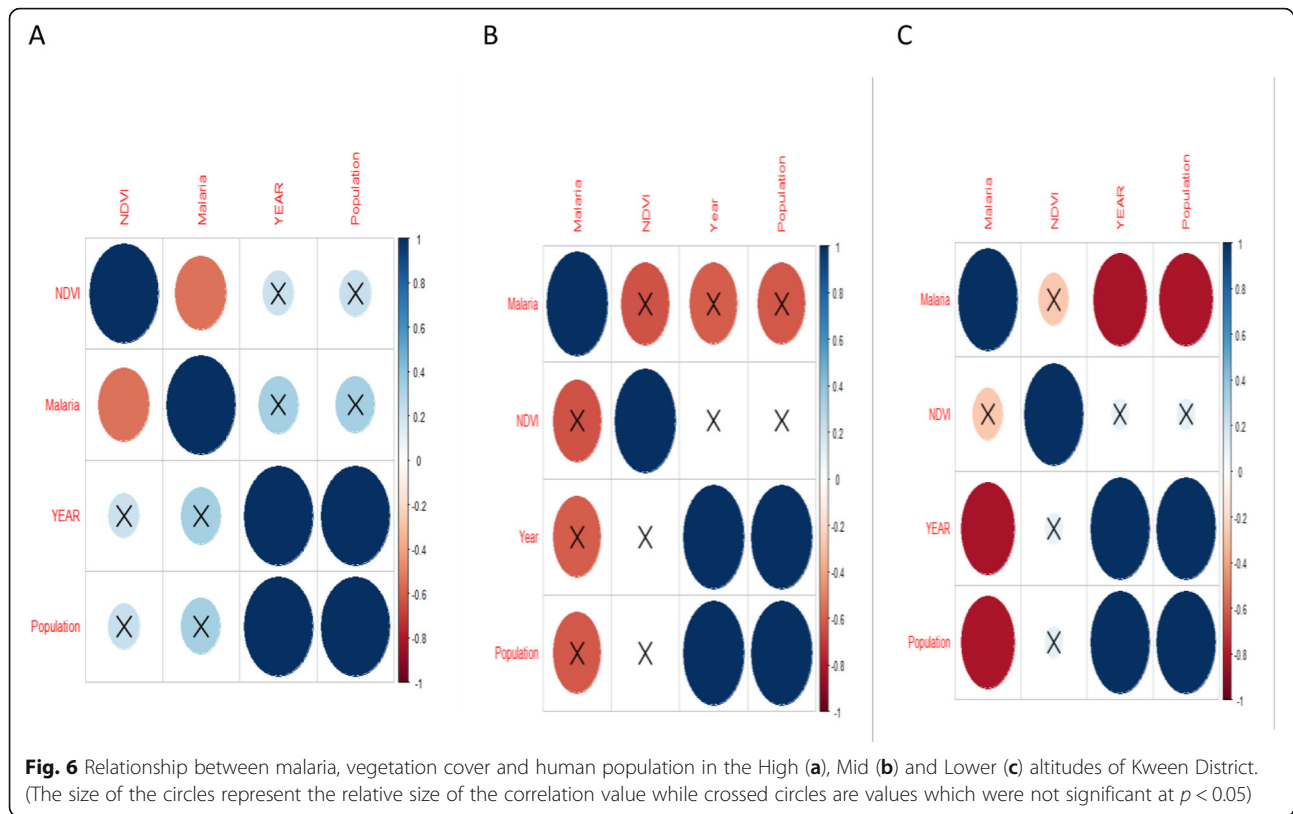 A
B
C
NDVI
Malaria
YEAR
Population
NDVI
Malaria
YEAR
Population
1
0.8
0.6
0.4
0.2
0
-0.2
-0.4
-0.6
-0.8
-1
Malaria
NDVI
Year
Population
Malaria
NDVI
Year
Population
1
0.8
0.6
0.4
0.2
0
-0.2
-0.4
-0.6
-0.8
-1
Malaria
NDVI
YEAR
Population
Malaria
NDVI
YEAR
Population
1
0.8
0.6
0.4
0.2
0
-0.2
-0.4
-0.6
-0.8
-1
Fig. 6 Relationship between malaria, vegetation cover and human population in the High (a), Mid (b) and Lower (c) altitudes of Kween District.
(The size of the circles represent the relative size of the correlation value while crossed circles are values which were not significant at p < 0.05)